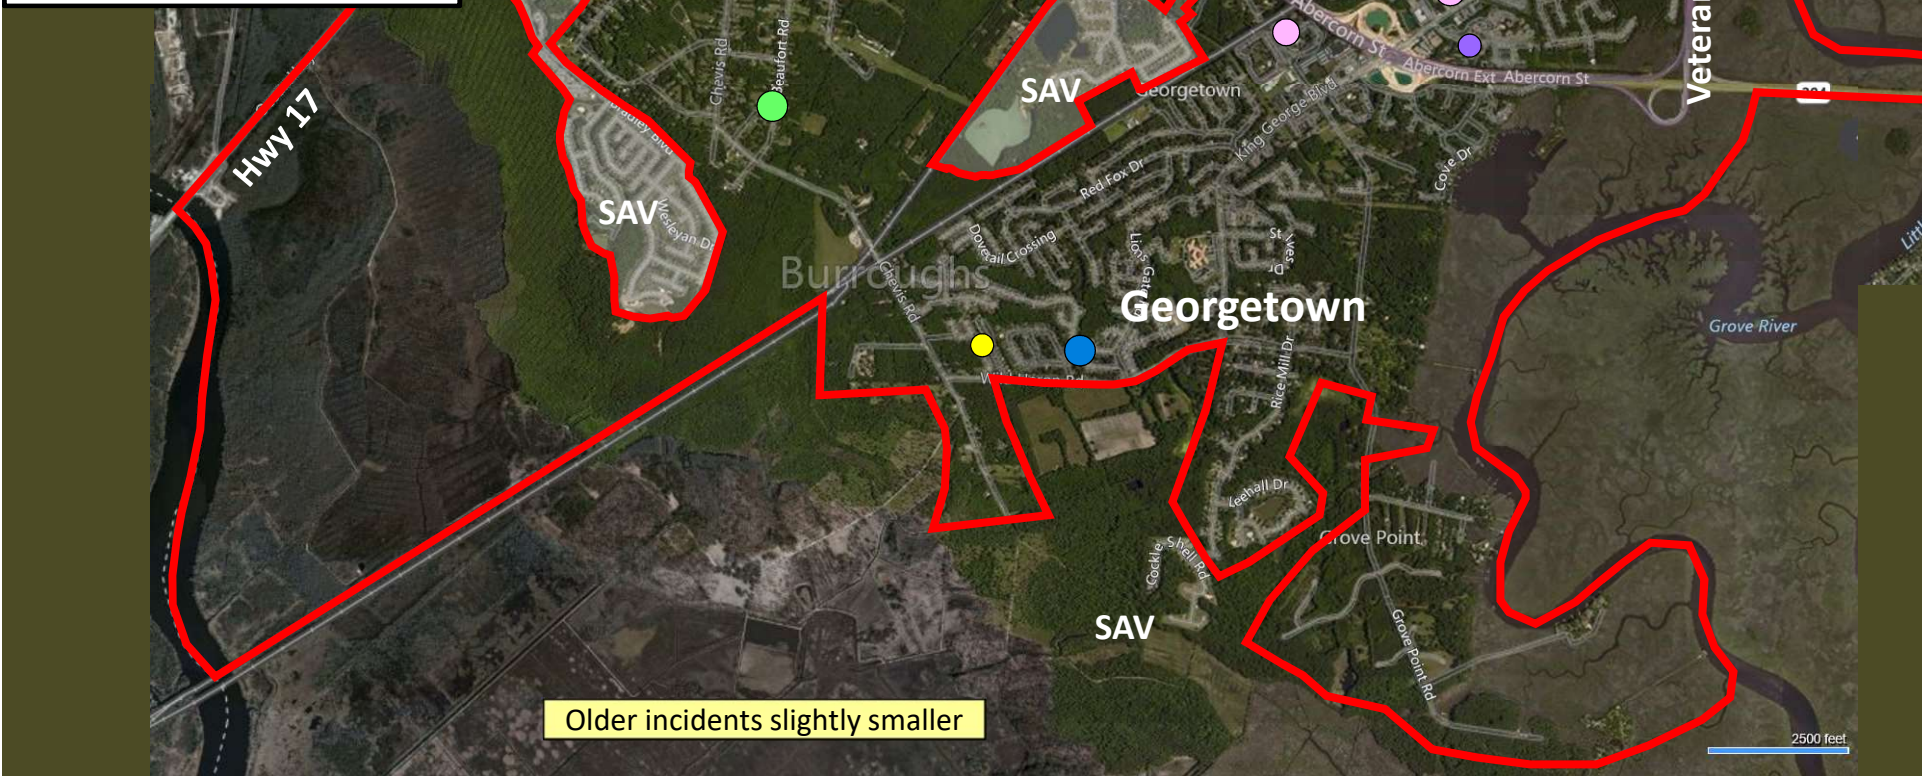 Hwy 17
Chevis Rd
Beaufort Rd
Bradley Blvd
SAV
Wesleyan Dr
SAV
Georgetown
Abercorn St
Abercorn Ext
Abercorn St
King George Blvd
Red Fox Dr
Cove Dr
Dovetail Crossing
St Ives Dr
Burroughs
Chevis Rd
Georgetown
Grove River
Rice Mill Dr
Leehall Dr
Grove Point
Cockle Shell Rd
SAV
Grove Point Rd
Older incidents slightly smaller
2500 feet